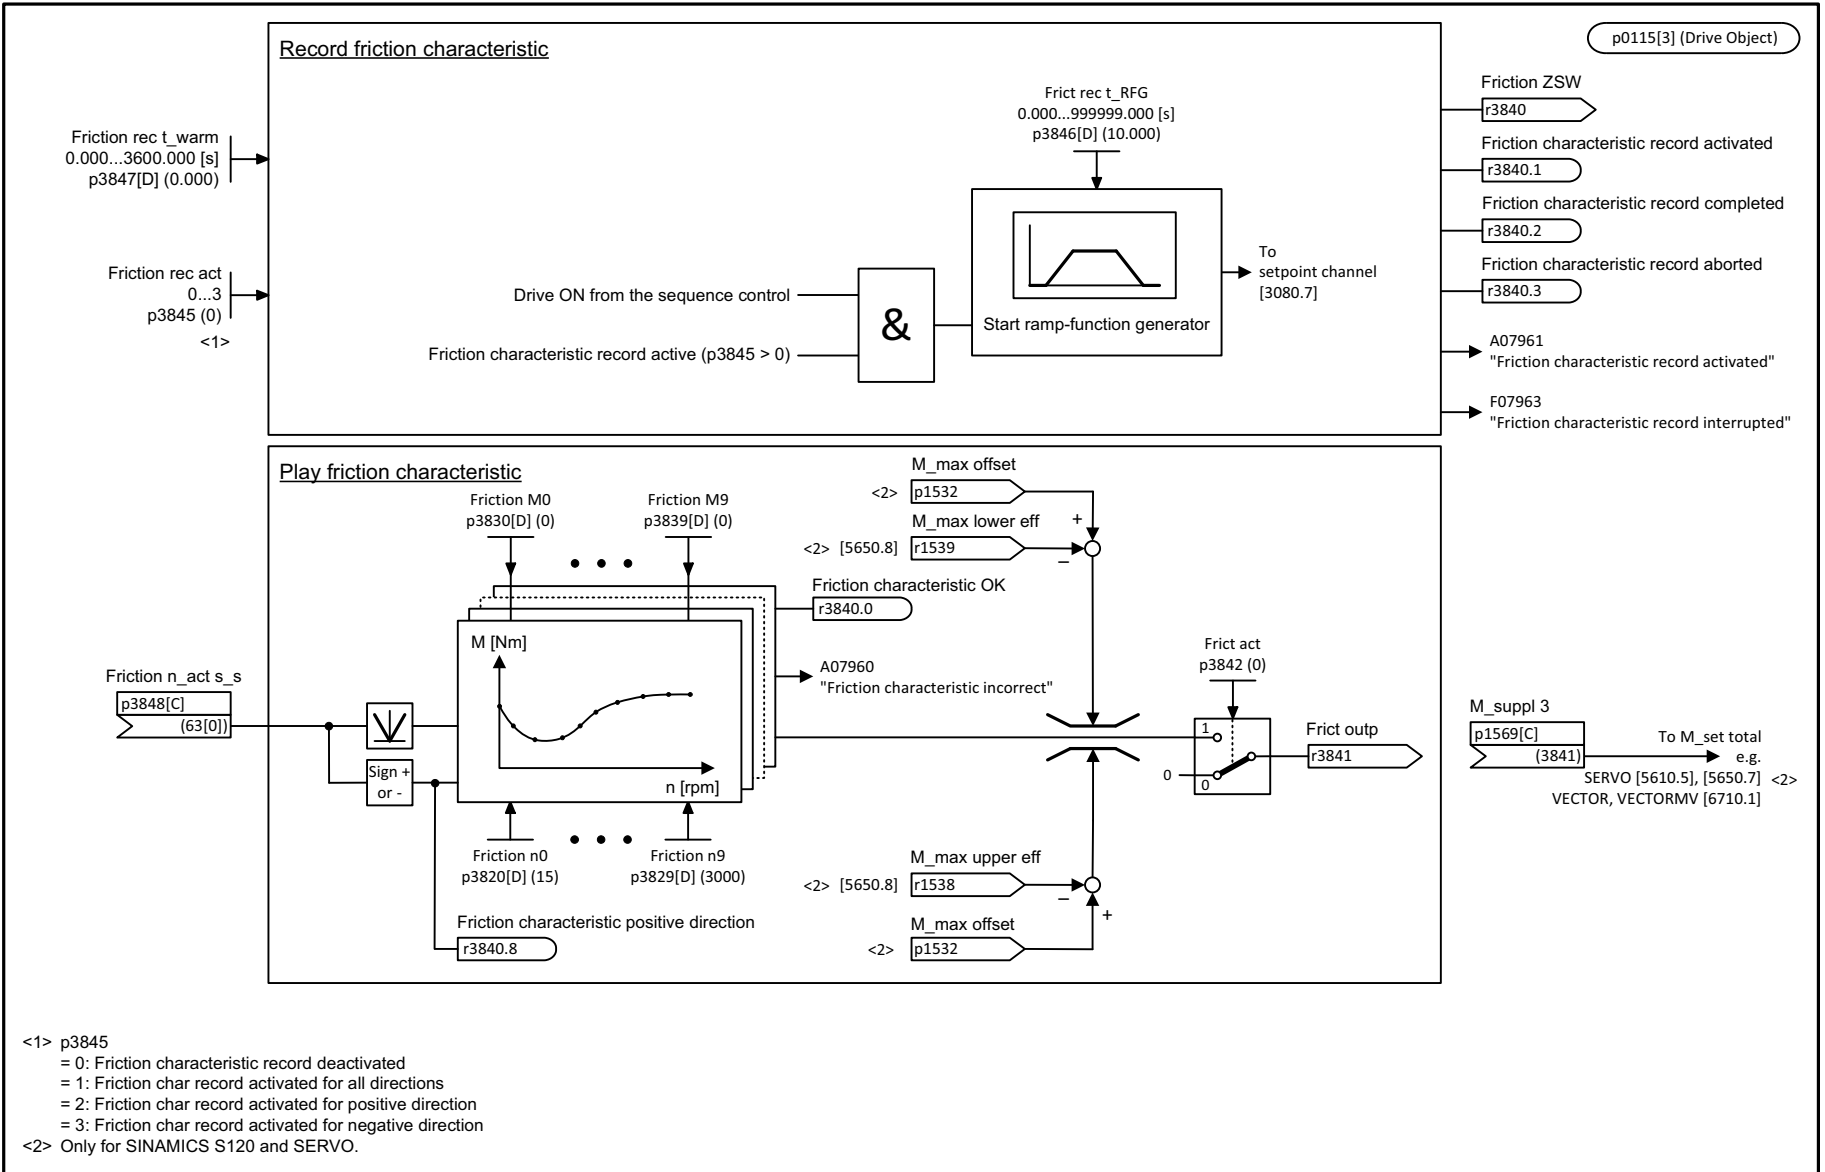 Record friction characteristic
p0115[3] (Drive Object)
Friction rec t_warm
0.000...3600.000 [s]
p3847[D] (0.000)
Friction rec act
0...3
p3845 (0)
<1>
Frict rec t_RFG
0.000...999999.000 [s]
p3846[D] (10.000)
Drive ON from the sequence control
Friction characteristic record active (p3845 > 0)
&
Start ramp-function generator
To
setpoint channel
[3080.7]
Friction ZSW
r3840
Friction characteristic record activated
r3840.1
Friction characteristic record completed
r3840.2
Friction characteristic record aborted
r3840.3
A07961
"Friction characteristic record activated"
F07963
"Friction characteristic record interrupted"
Play friction characteristic
Friction M0
p3830[D] (0)
Friction M9
p3839[D] (0)
M_max offset
<2> p1532
+
M_max lower eff
<2> [5650.8] r1539
–
Friction characteristic OK
r3840.0
A07960
"Friction characteristic incorrect"
M [Nm]
n [rpm]
Friction n_act s_s
p3848[C]
(63[0])
Sign +
or -
Friction n0
p3820[D] (15)
Friction n9
p3829[D] (3000)
Friction characteristic positive direction
r3840.8
M_max upper eff
<2> [5650.8] r1538
–
+
M_max offset
<2> p1532
Frict act
p3842 (0)
1
0
0
Frict outp
r3841
M_suppl 3
p1569[C]
(3841)
To M_set total
e.g.
SERVO [5610.5], [5650.7] <2>
VECTOR, VECTORMV [6710.1]
<1> p3845
= 0: Friction characteristic record deactivated
= 1: Friction char record activated for all directions
= 2: Friction char record activated for positive direction
= 3: Friction char record activated for negative direction
<2> Only for SINAMICS S120 and SERVO.